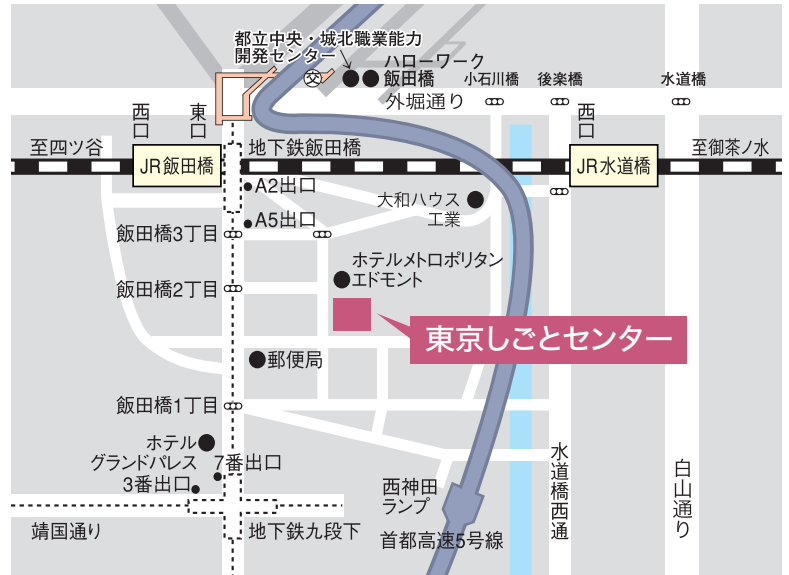 都立中央・城北職業能力
開発センター
交
ハローワーク
飯田橋
小石川橋
後楽橋
水道橋
外堀通り
西口
東口
西口
至四ツ谷
地下鉄飯田橋
至御茶ノ水
JR飯田橋
JR水道橋
A2出口
大和ハウス
工業
A5出口
飯田橋3丁目
ホテルメトロポリタン
エドモント
飯田橋2丁目
東京しごとセンター
郵便局
飯田橋1丁目
ホテル
グランドパレス
7番出口
3番出口
水道橋西通
白山通り
西神田
ランプ
靖国通り
地下鉄九段下
首都高速5号線